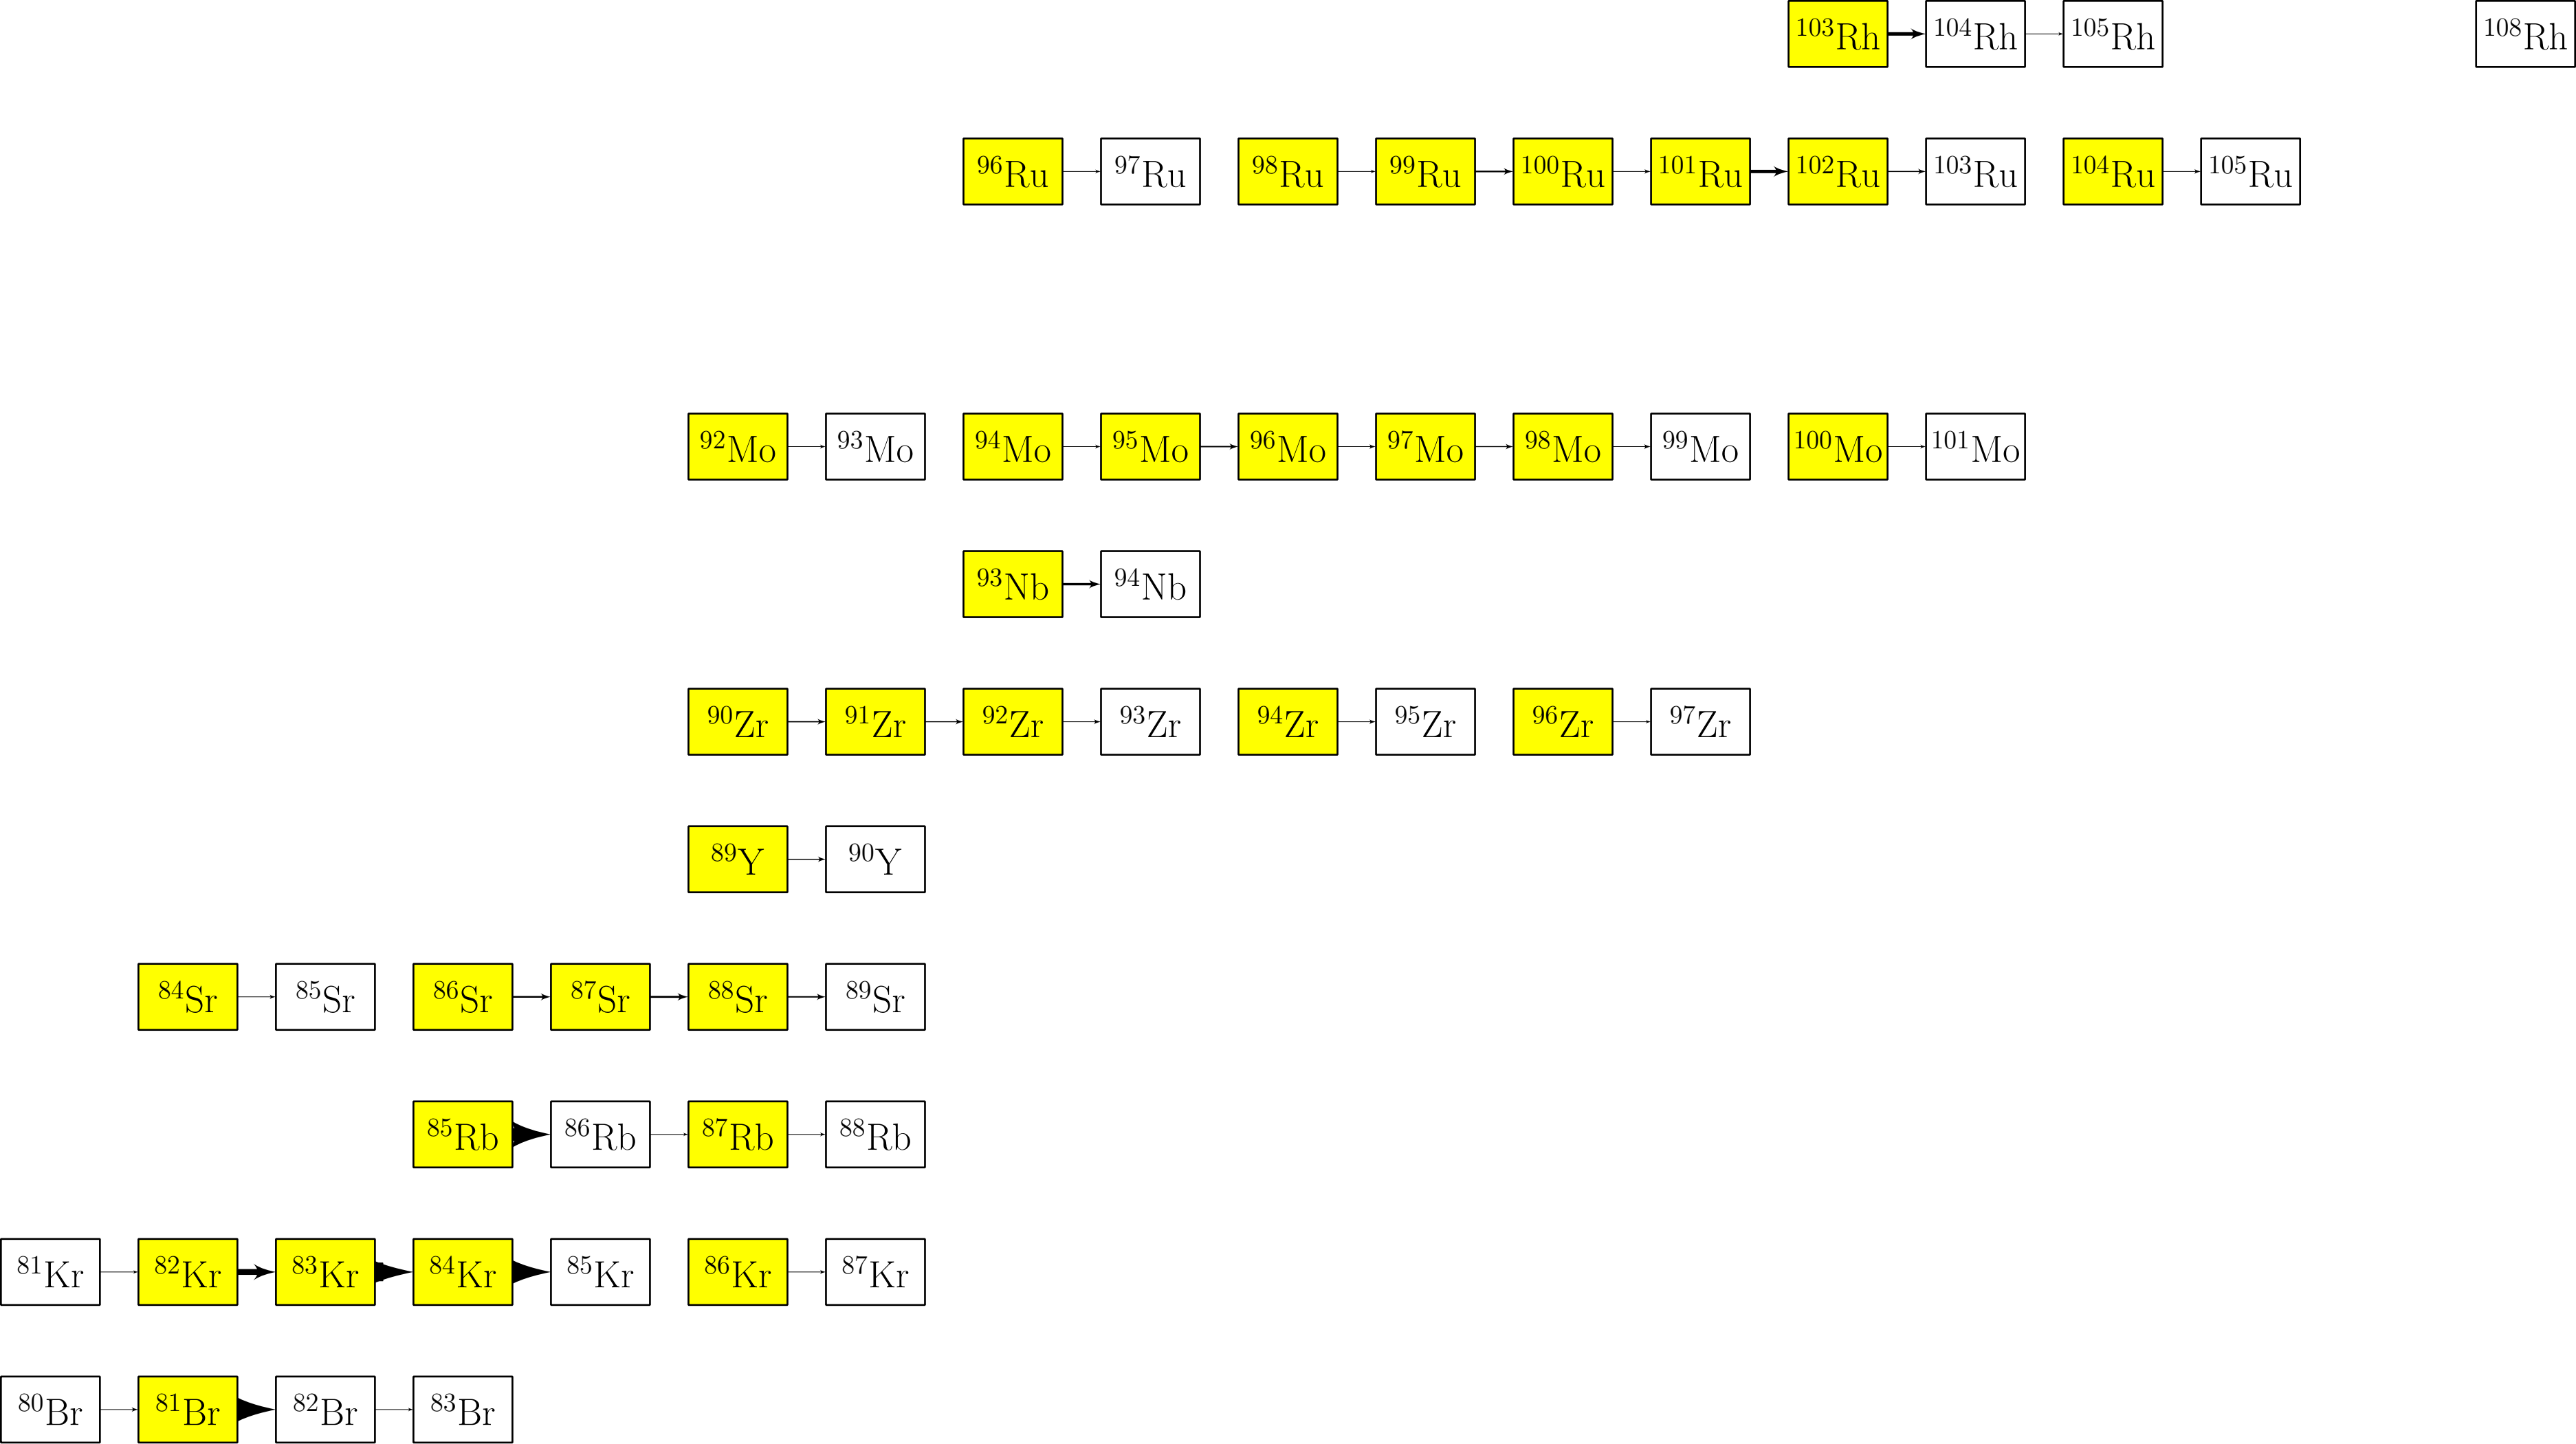 ¹⁰³Rh ¹⁰⁴Rh ¹⁰⁵Rh ¹⁰⁸Rh
⁹⁶Ru ⁹⁷Ru ⁹⁸Ru ⁹⁹Ru ¹⁰⁰Ru ¹⁰¹Ru ¹⁰²Ru ¹⁰³Ru ¹⁰⁴Ru ¹⁰⁵Ru
⁹²Mo ⁹³Mo ⁹⁴Mo ⁹⁵Mo ⁹⁶Mo ⁹⁷Mo ⁹⁸Mo ⁹⁹Mo ¹⁰⁰Mo ¹⁰¹Mo
⁹³Nb ⁹⁴Nb
⁹⁰Zr ⁹¹Zr ⁹²Zr ⁹³Zr ⁹⁴Zr ⁹⁵Zr ⁹⁶Zr ⁹⁷Zr
⁸⁹Y ⁹⁰Y
⁸⁴Sr ⁸⁵Sr ⁸⁶Sr ⁸⁷Sr ⁸⁸Sr ⁸⁹Sr
⁸⁵Rb ⁸⁶Rb ⁸⁷Rb ⁸⁸Rb
⁸¹Kr ⁸²Kr ⁸³Kr ⁸⁴Kr ⁸⁵Kr ⁸⁶Kr ⁸⁷Kr
⁸⁰Br ⁸¹Br ⁸²Br ⁸³Br